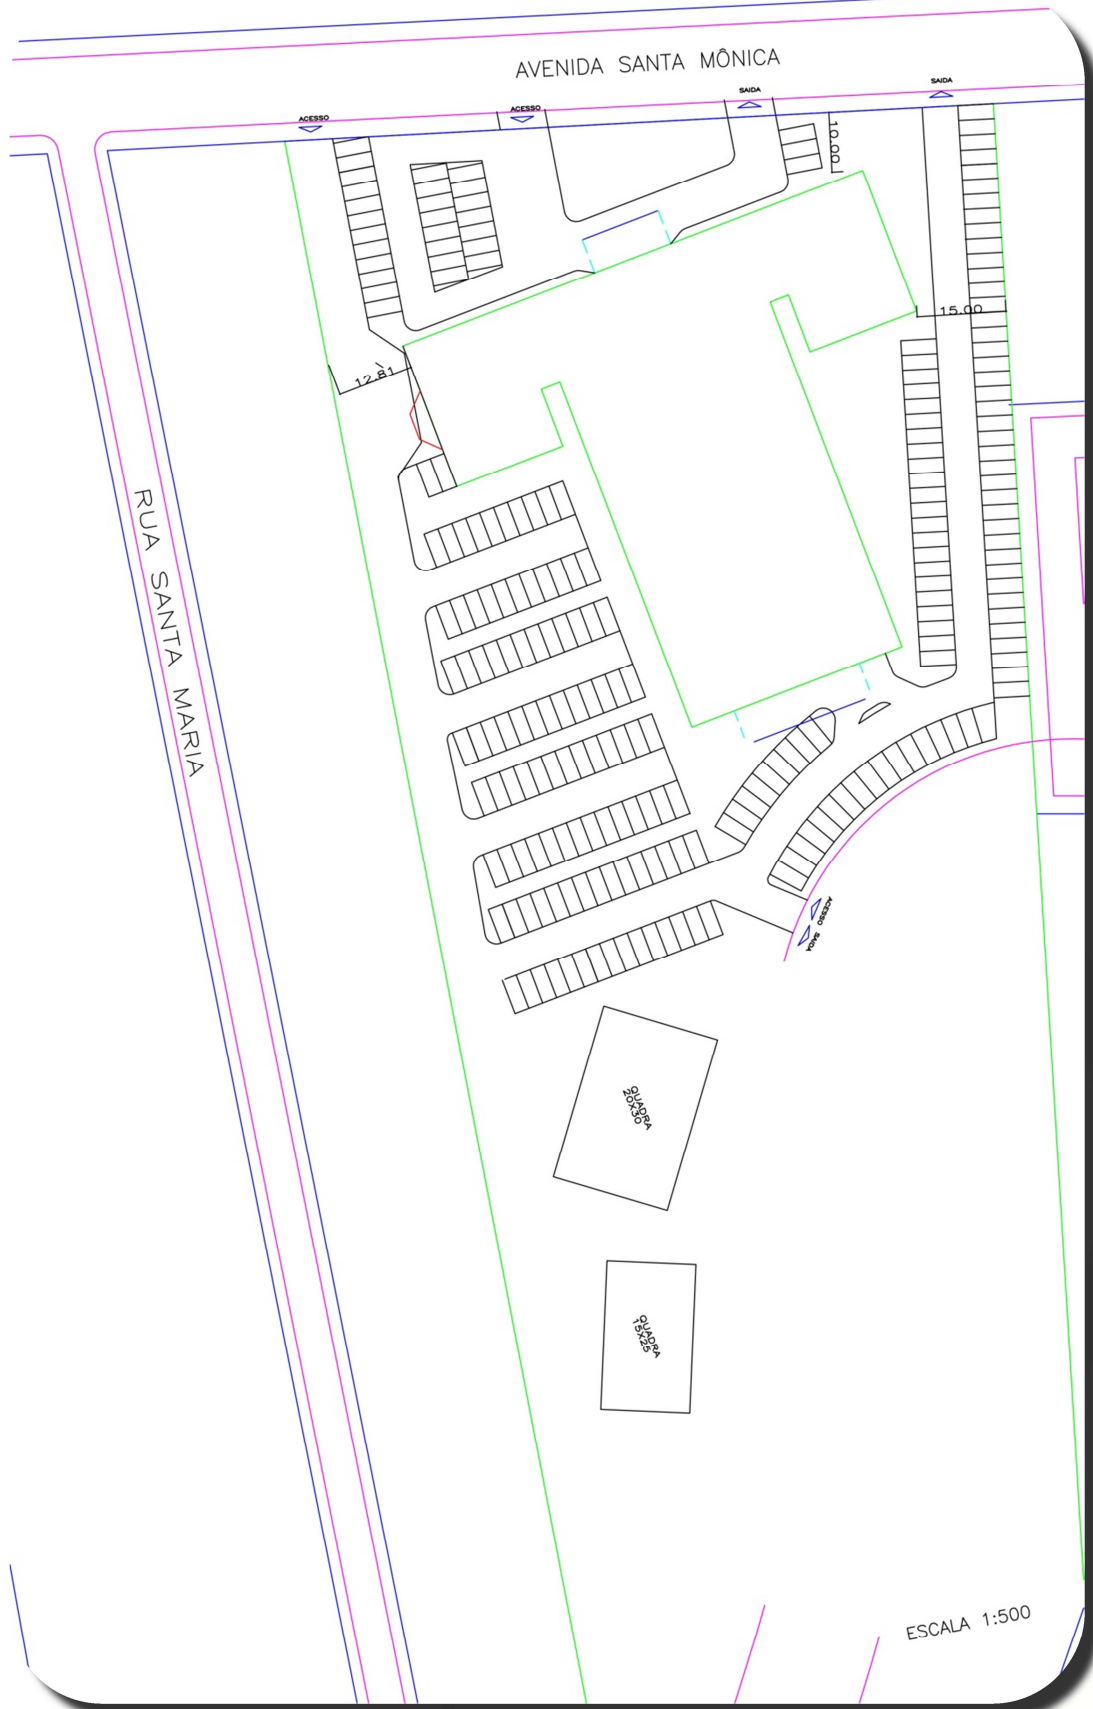 AVENIDA SANTA MÔNICA
SAIDA
SAIDA
ACESSO
ACESSO
10.00
15.00
12.81
RUA SANTA MARIA
ACESSO
SAIDA
QUADRA
20X30
QUADRA
15X25
ESCALA 1:500